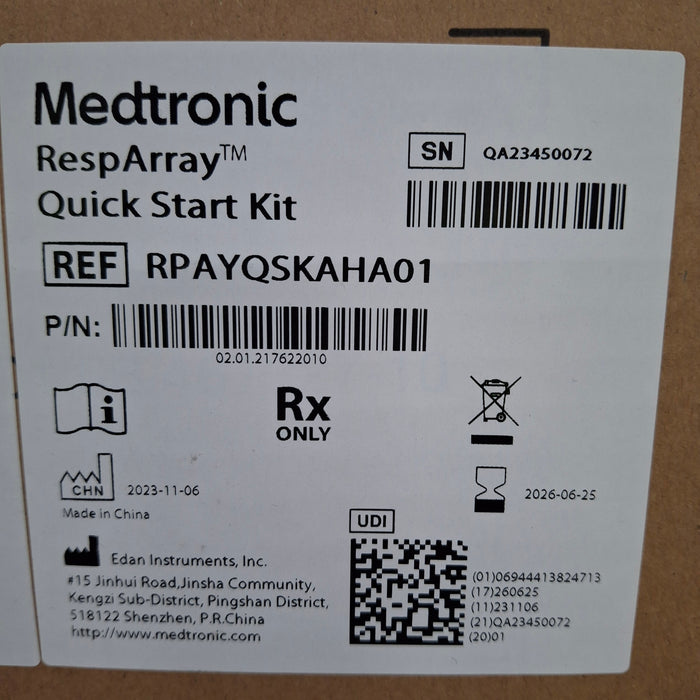 Medtronic
RespArray™
Quick Start Kit
SN QA23450072
REF RPAYQSKAHA01
P/N:
02.01.217622010
i
Rx
ONLY
CHN 2023-11-06
2026-06-25
Made in China
UDI
Edan Instruments, Inc.
#15 Jinhui Road,Jinsha Community,
Kengzi Sub-District, Pingshan District,
518122 Shenzhen, P.R.China
http://www.medtronic.com
(01)06944413824713
(17)260625
(11)231106
(21)QA23450072
(20)01